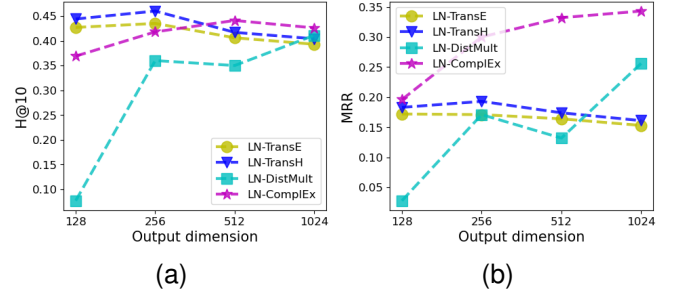 H@10
0.45
0.40
0.35
0.30
0.25
0.20
0.15
0.10
LN-TransE
LN-TransH
LN-DistMult
LN-ComplEx
128
256
512
1024
Output dimension
(a)
MRR
0.35
0.30
0.25
0.20
0.15
0.10
0.05
LN-TransE
LN-TransH
LN-DistMult
LN-ComplEx
128
256
512
1024
Output dimension
(b)